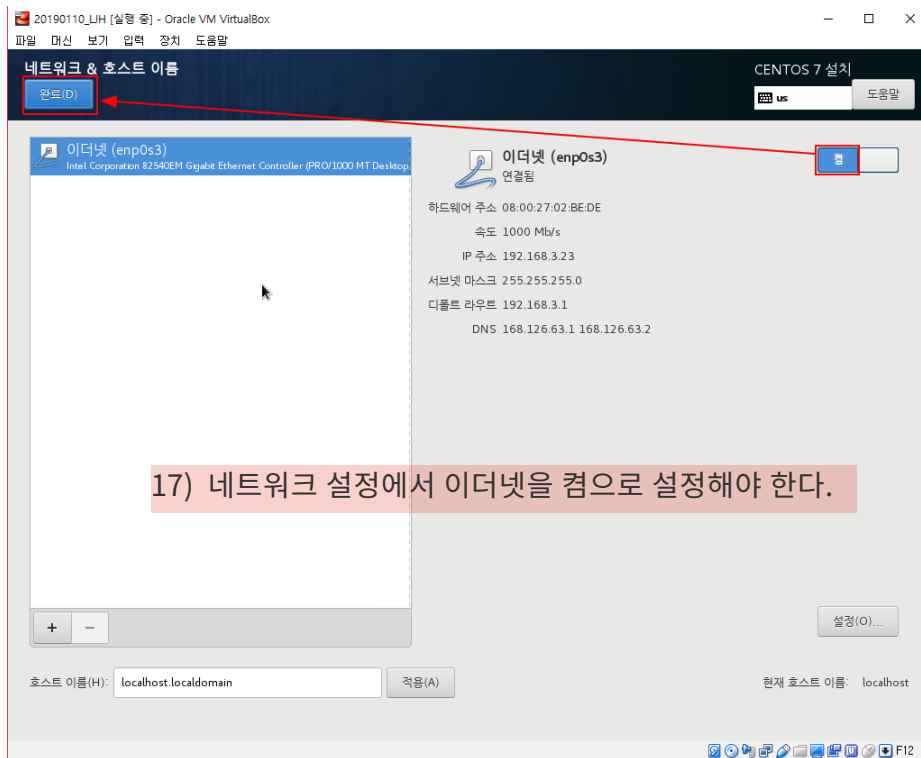 20190110_LJH [실행 중] - Oracle VM VirtualBox
파일 머신 보기 입력 장치 도움말
네트워크 & 호스트 이름
CENTOS 7 설치
완료(D)
us
도움말
이더넷 (enp0s3)
Intel Corporation 82540EM Gigabit Ethernet Controller (PRO/1000 MT Desktop
이더넷 (enp0s3)
연결됨
켬
하드웨어 주소 08:00:27:02:BE:DE
속도 1000 Mb/s
IP 주소 192.168.3.23
서브넷 마스크 255.255.255.0
디폴트 라우트 192.168.3.1
DNS 168.126.63.1 168.126.63.2
17) 네트워크 설정에서 이더넷을 켬으로 설정해야 한다.
+ −
설정(O)...
호스트 이름(H): localhost.localdomain 적용(A) 현재 호스트 이름: localhost
F12